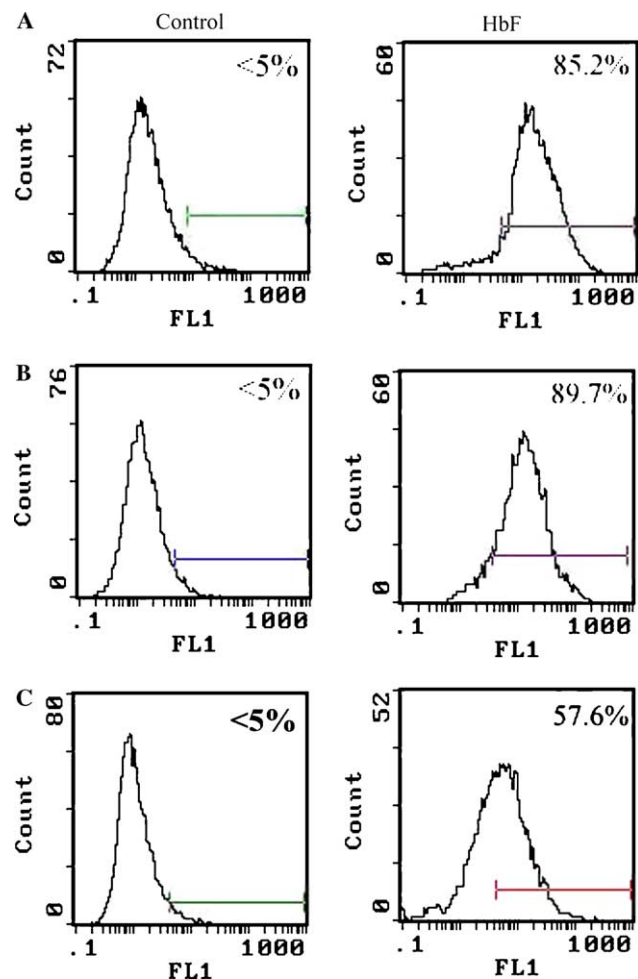 A Control HbF
72 <5% 60 85.2%
Count Count
0 0
.1 1000 .1 1000
FL1 FL1
B 76 <5% 60 89.7%
Count Count
0 0
.1 1000 .1 1000
FL1 FL1
C 80 <5% 52 57.6%
Count Count
0 0
.1 1000 .1 1000
FL1 FL1